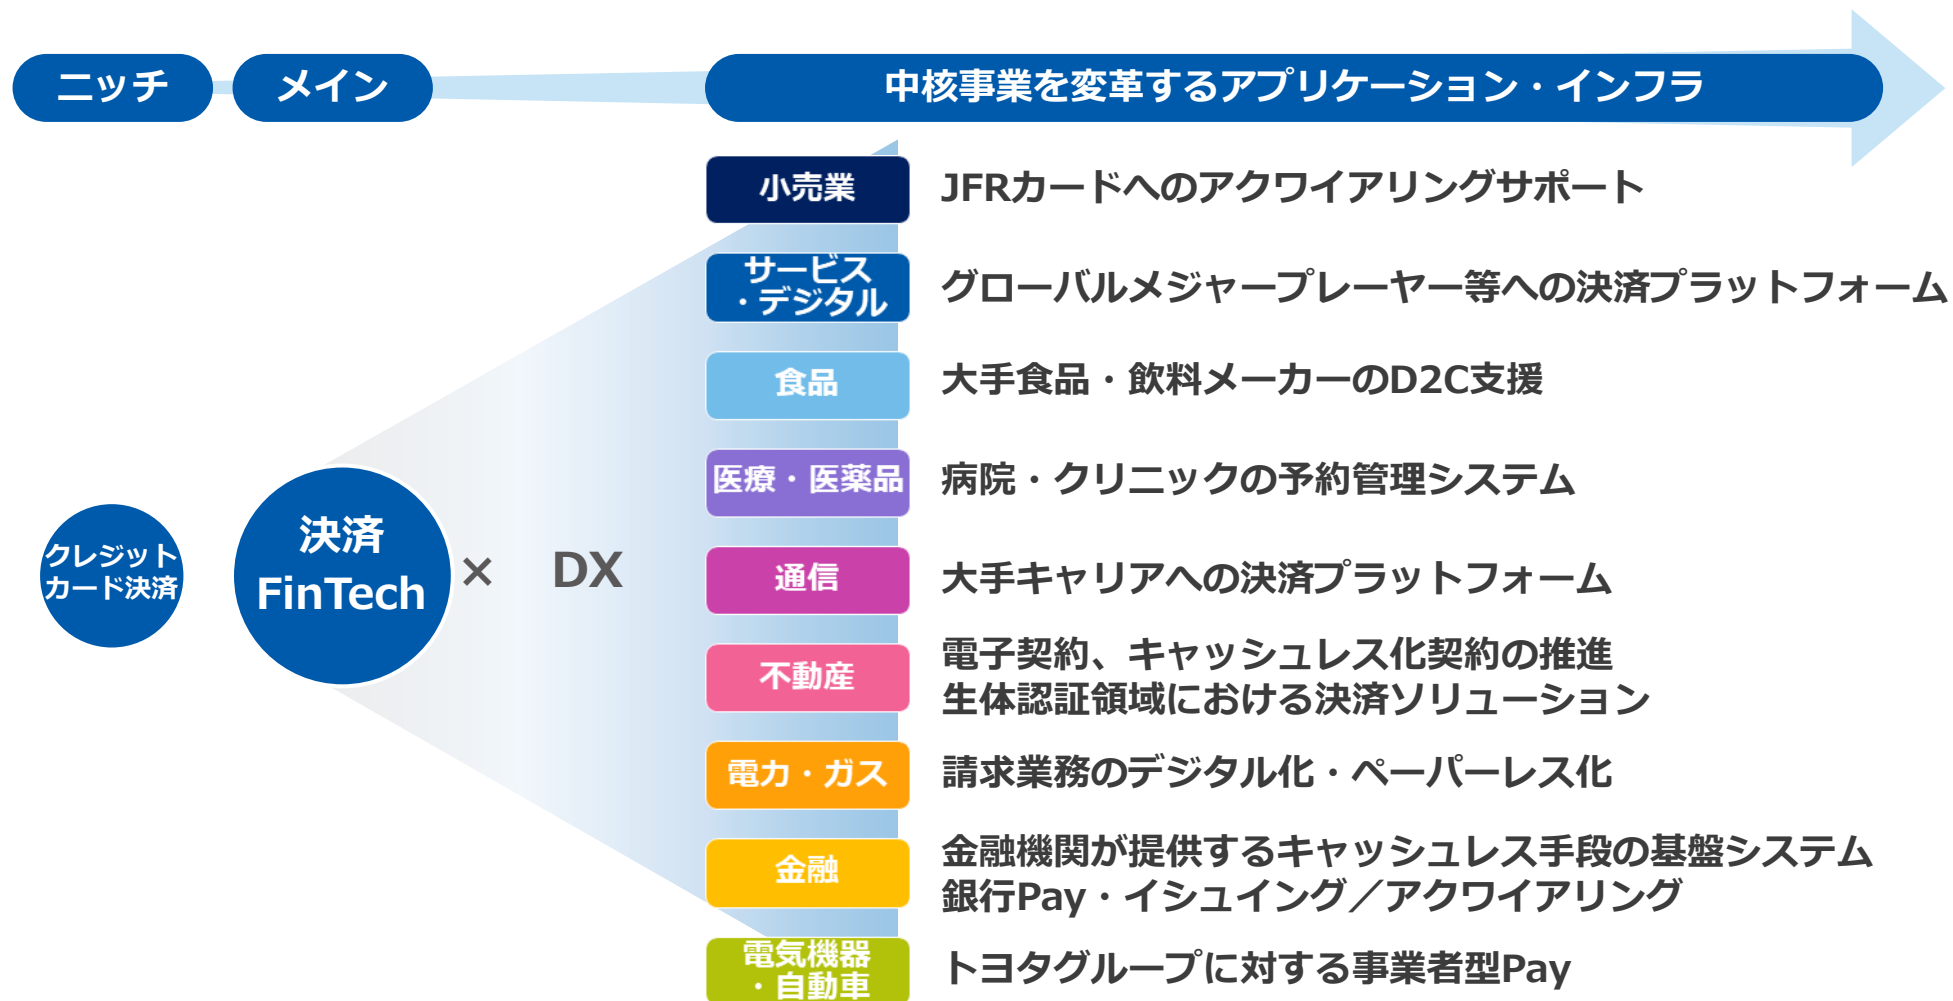 ニッチ
メイン
中核事業を変革するアプリケーション・インフラ
小売業
JFRカードへのアクワイアリングサポート
サービス
・デジタル
グローバルメジャープレーヤー等への決済プラットフォーム
食品
大手食品・飲料メーカーのD2C支援
医療・医薬品
病院・クリニックの予約管理システム
クレジット
カード決済
決済
FinTech
× DX
通信
大手キャリアへの決済プラットフォーム
不動産
電子契約、キャッシュレス化契約の推進
生体認証領域における決済ソリューション
電力・ガス
請求業務のデジタル化・ペーパーレス化
金融
金融機関が提供するキャッシュレス手段の基盤システム
銀行Pay・イシュイング／アクワイアリング
電気機器
・自動車
トヨタグループに対する事業者型Pay